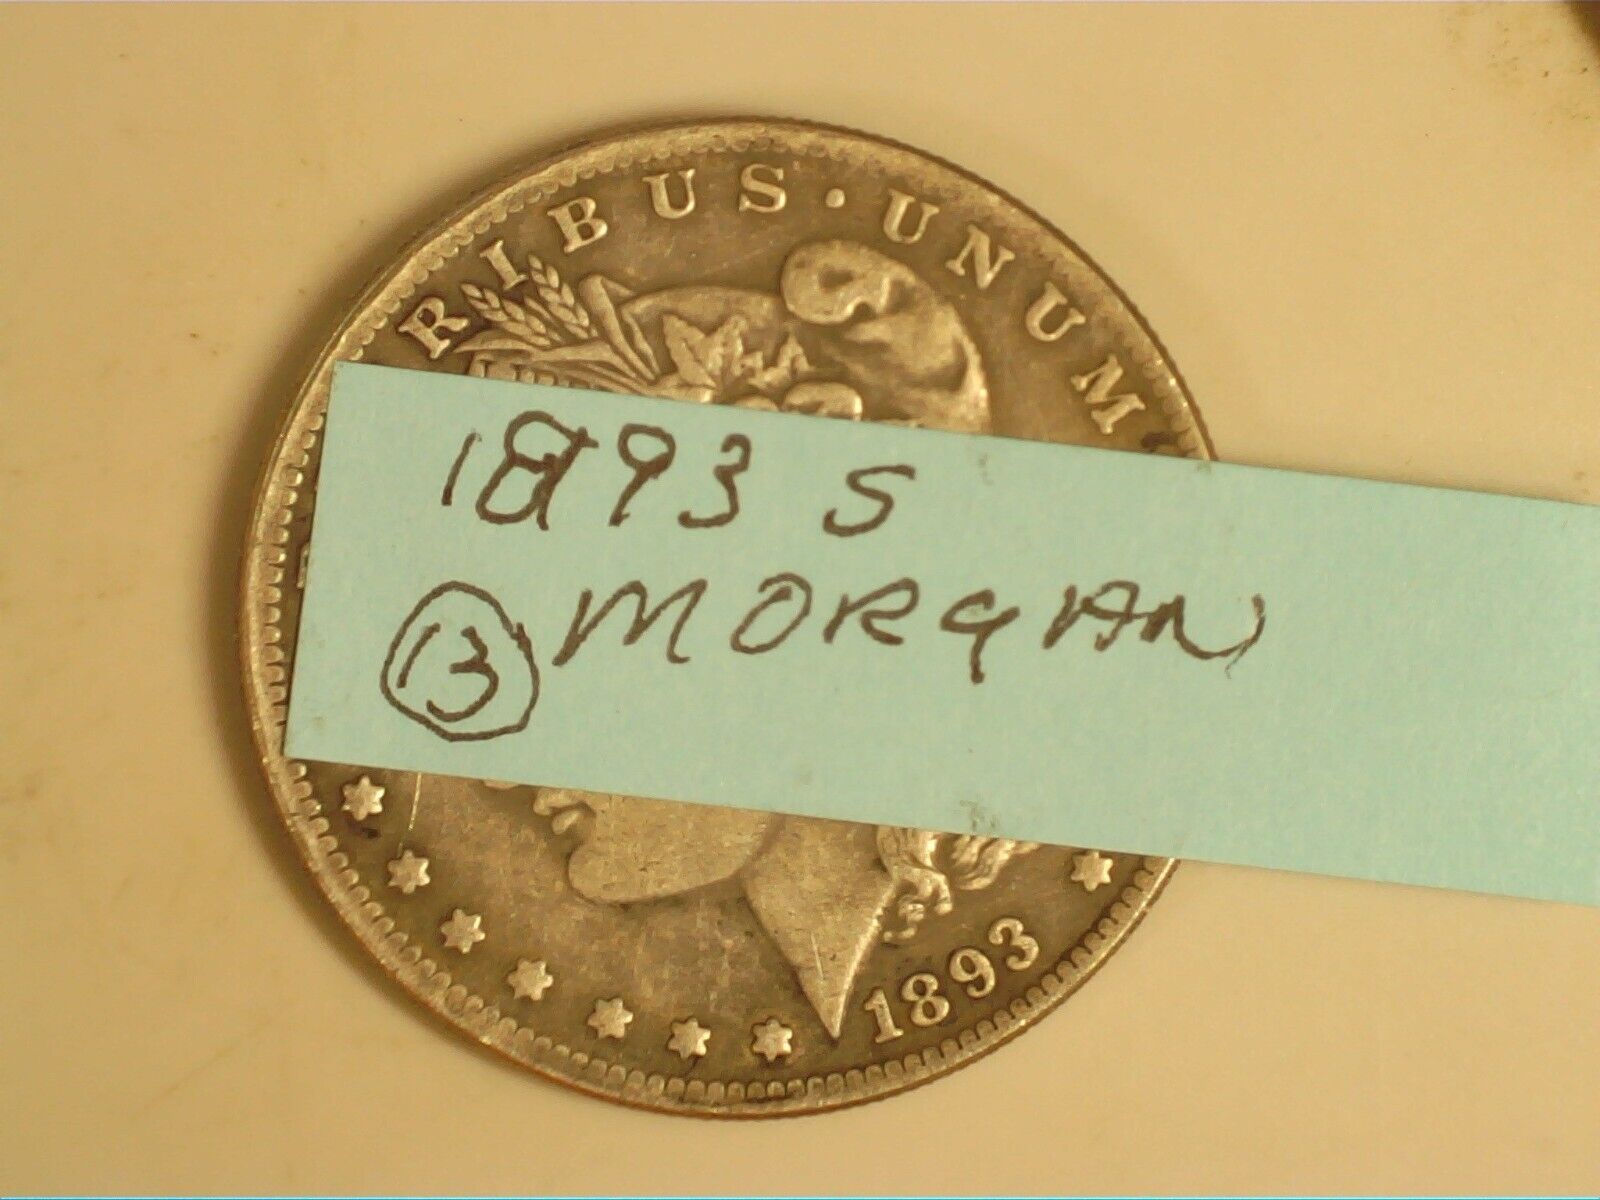 RIBUS · UNUM
1893 S
13 MORGAN
1893